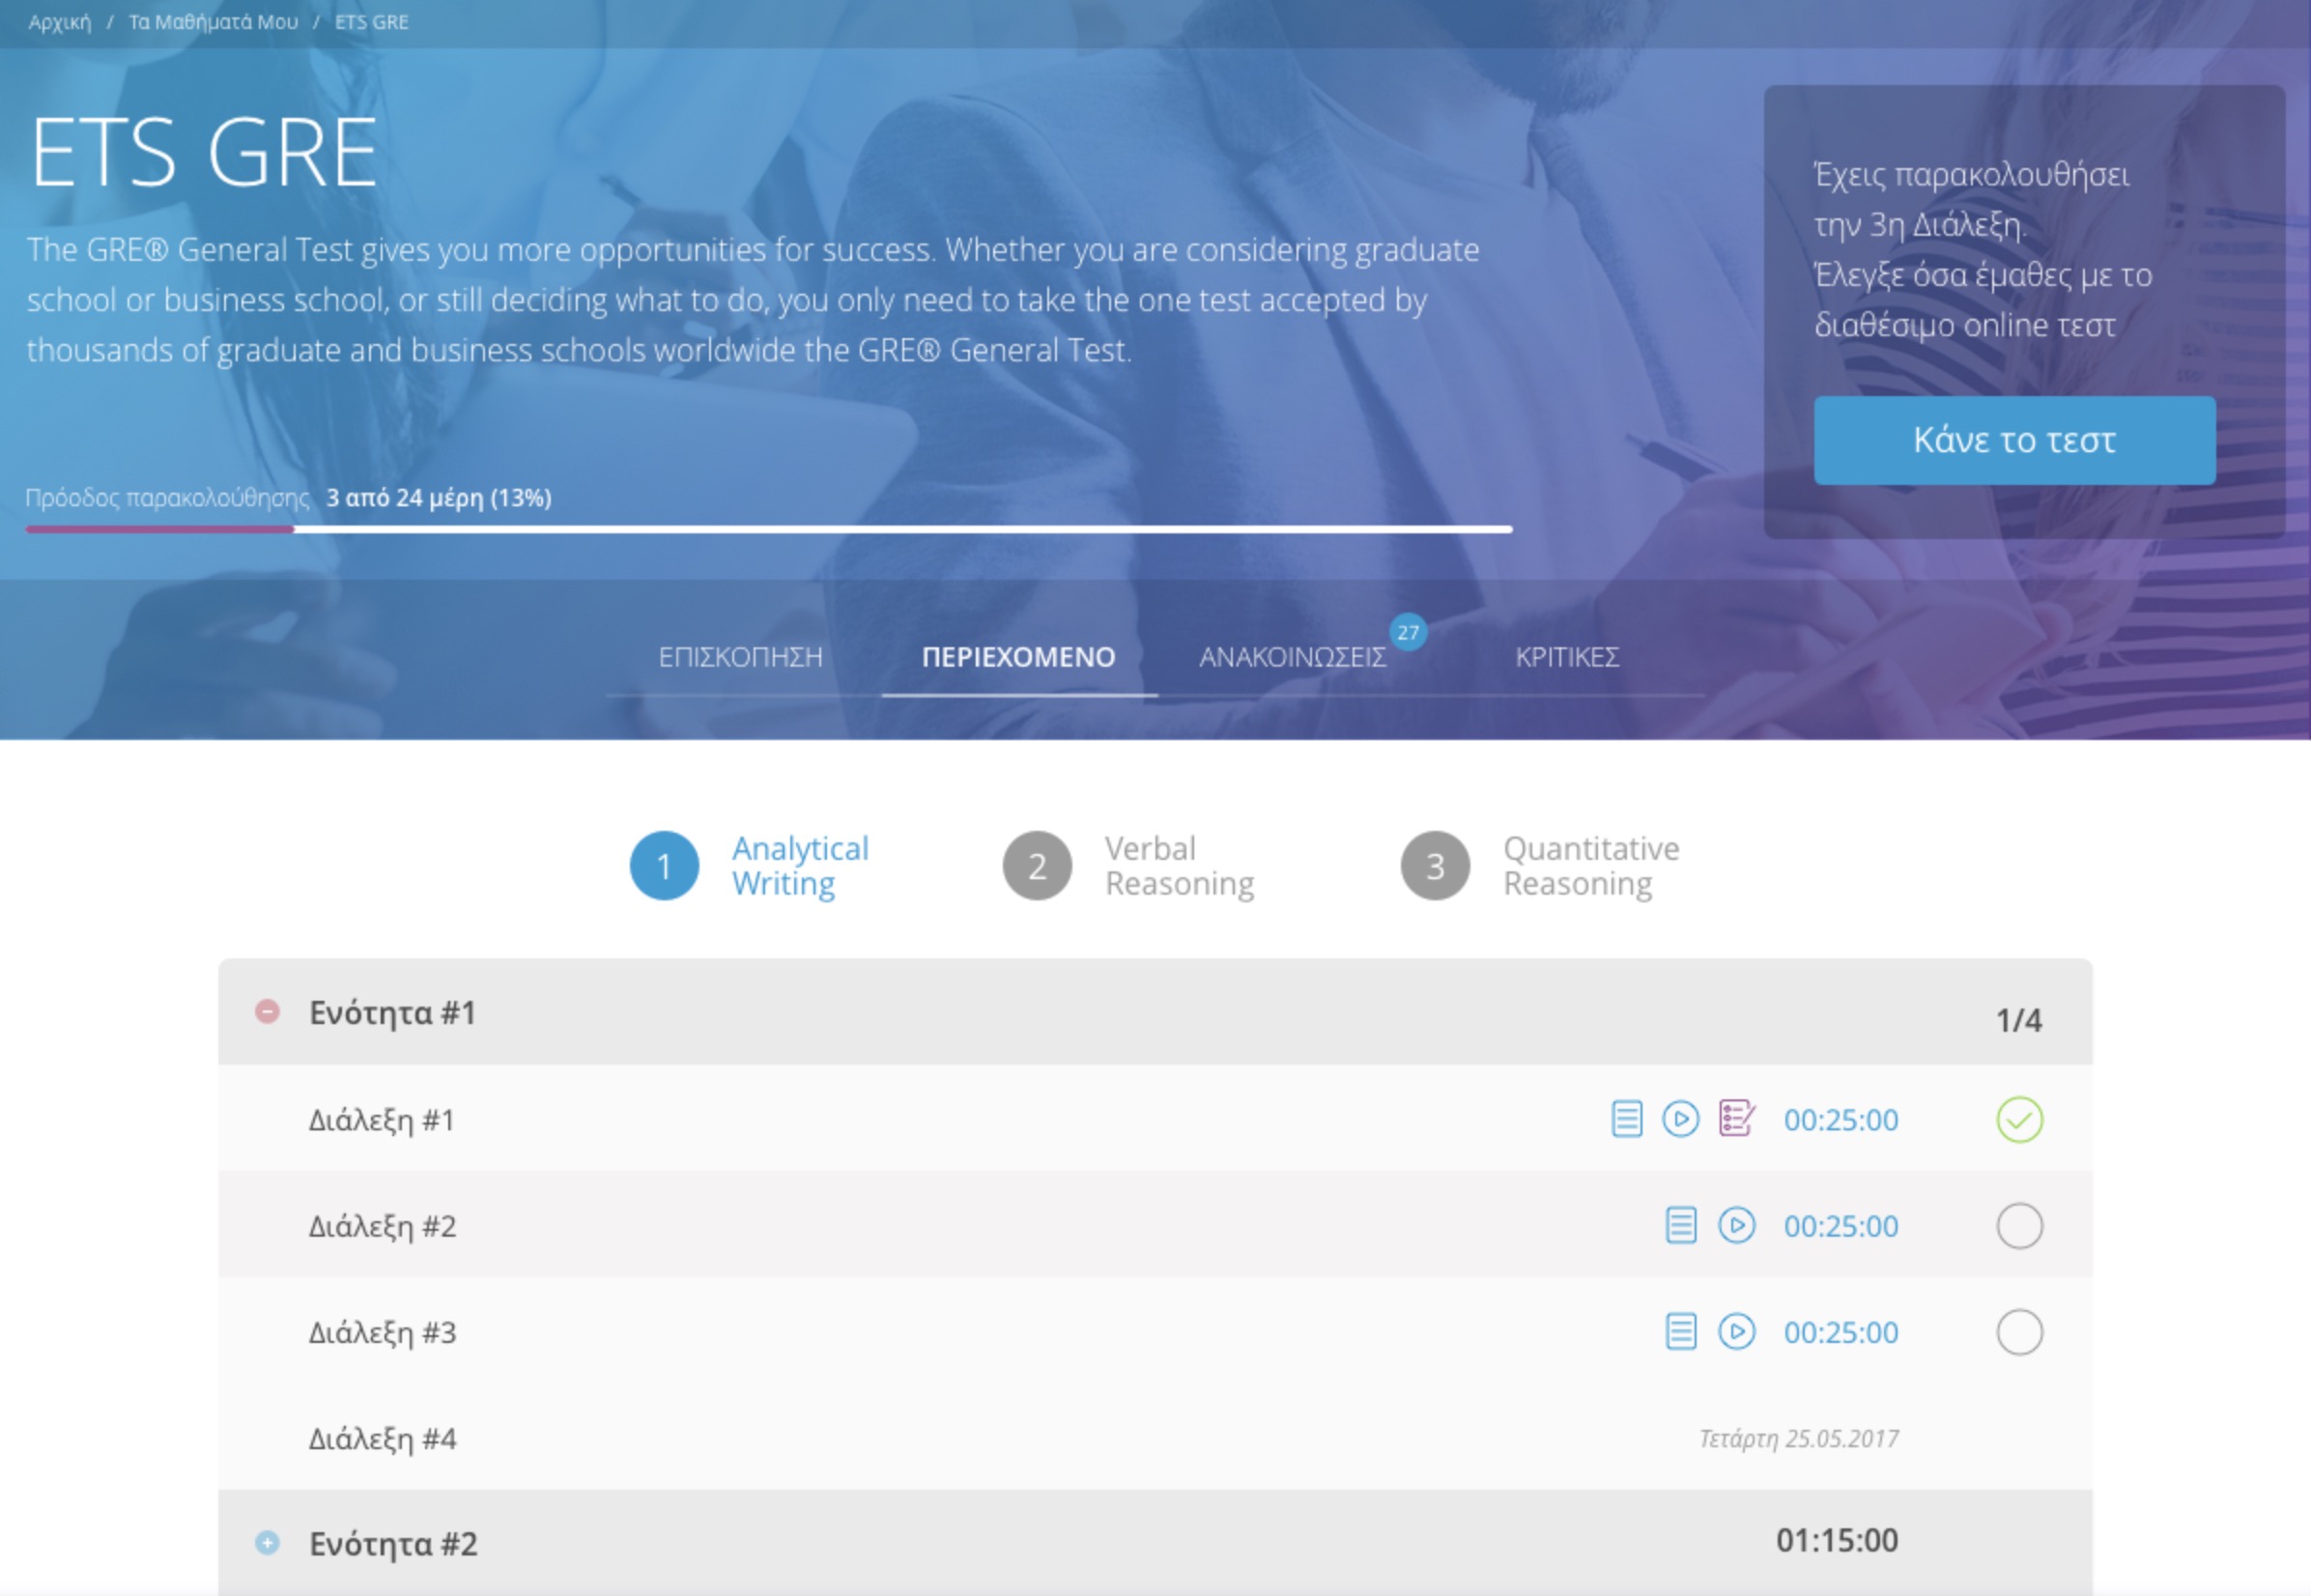 Αρχική / Τα Μαθήματά Μου / ETS GRE
ETS GRE
The GRE® General Test gives you more opportunities for success. Whether you are considering graduate
school or business school, or still deciding what to do, you only need to take the one test accepted by
thousands of graduate and business schools worldwide the GRE® General Test.
Πρόοδος παρακολούθησης 3 από 24 μέρη (13%)
Έχεις παρακολουθήσει
την 3η Διάλεξη.
Έλεγξε όσα έμαθες με το
διαθέσιμο online τεστ
Κάνε το τεστ
ΕΠΙΣΚΟΠΗΣΗ
ΠΕΡΙΕΧΟΜΕΝΟ
ΑΝΑΚΟΙΝΩΣΕΙΣ 27
ΚΡΙΤΙΚΕΣ
1 Analytical
Writing
2 Verbal
Reasoning
3 Quantitative
Reasoning
Ενότητα #1 1/4
Διάλεξη #1 00:25:00
Διάλεξη #2 00:25:00
Διάλεξη #3 00:25:00
Διάλεξη #4 Τετάρτη 25.05.2017
Ενότητα #2 01:15:00